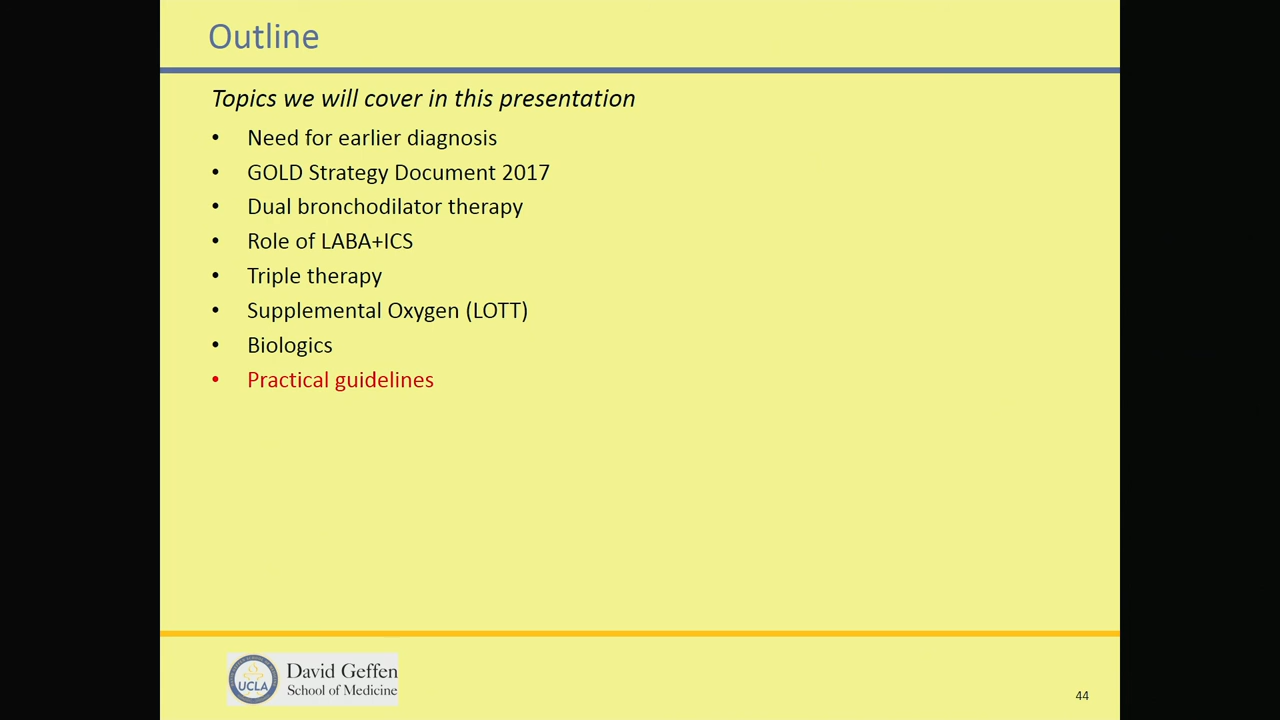 Outline
Topics we will cover in this presentation
• Need for earlier diagnosis
• GOLD Strategy Document 2017
• Dual bronchodilator therapy
• Role of LABA+ICS
• Triple therapy
• Supplemental Oxygen (LOTT)
• Biologics
• Practical guidelines
UCLA
David Geffen
School of Medicine
44